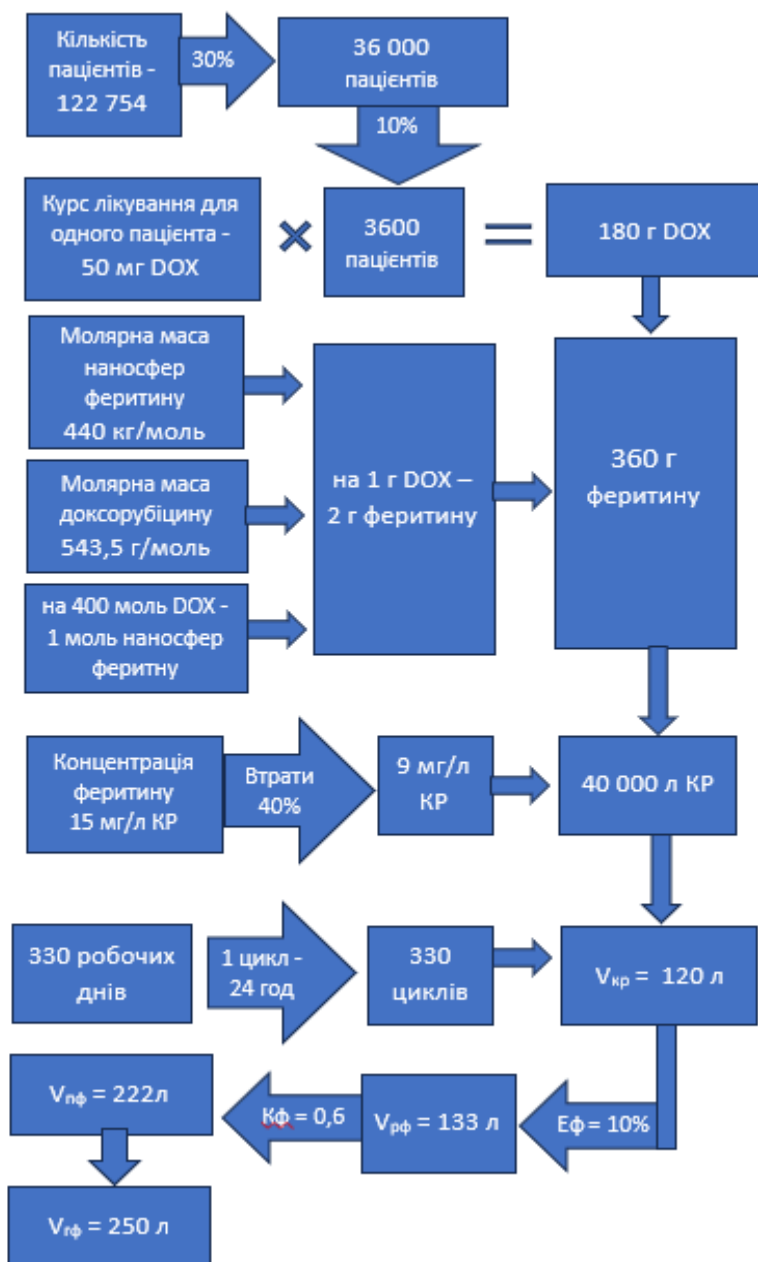 Кількість
пацієнтів -
122 754
30%
36 000
пацієнтів
10%
Курс лікування для
одного пацієнта -
50 мг DOX
×
3600
пацієнтів
=
180 г DOX
Молярна маса
наносфер
феритину
440 кг/моль
Молярна маса
доксорубіцину
543,5 г/моль
на 400 моль DOX -
1 моль наносфер
феритну
на 1 г DOX –
2 г феритину
360 г
феритину
Концентрація
феритину
15 мг/л КР
Втрати
40%
9 мг/л
КР
40 000 л КР
330 робочих
днів
1 цикл -
24 год
330
циклів
Vкр = 120 л
Eф = 10%
Vрф = 133 л
Kф = 0,6
Vпф = 222л
Vгф = 250 л